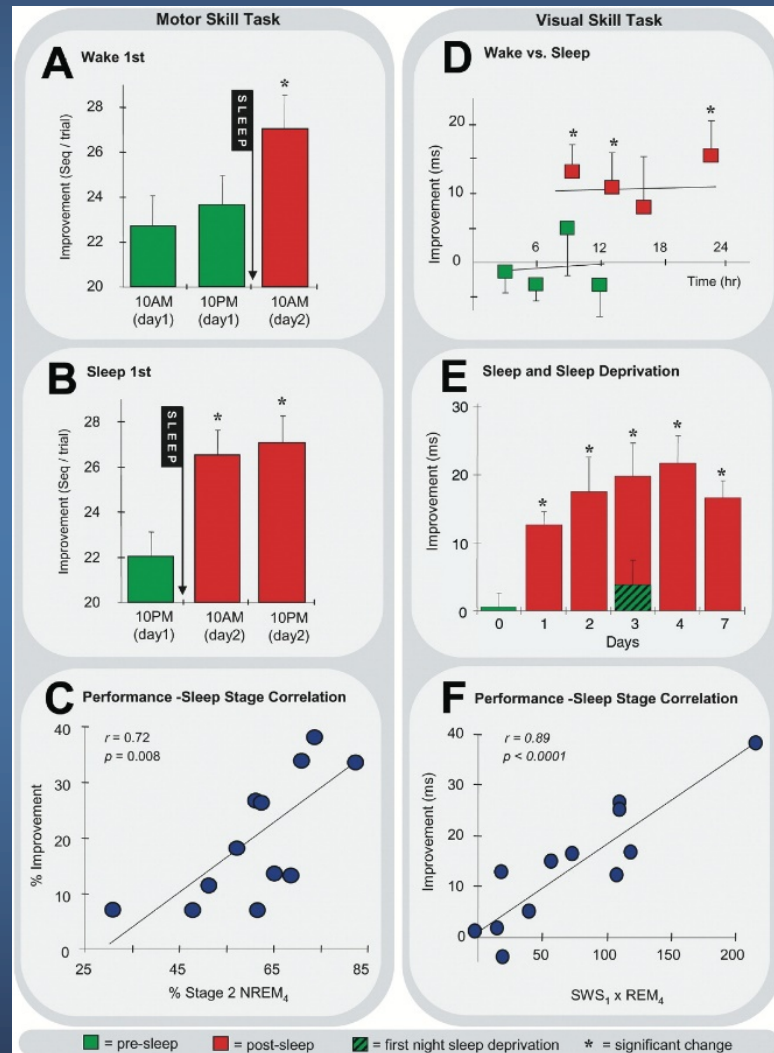 Motor Skill Task
A Wake 1st
Improvement (Seq / trial)
28
26
24
22
20
SLEEP
*
10AM (day1)
10PM (day1)
10AM (day2)
B Sleep 1st
Improvement (Seq / trial)
28
26
24
22
20
SLEEP
*
*
10PM (day1)
10AM (day2)
10PM (day2)
C Performance -Sleep Stage Correlation
r = 0.72
p = 0.008
% Improvement
40
30
20
10
0
25 45 65 85
% Stage 2 NREM4
Visual Skill Task
D Wake vs. Sleep
Improvement (ms)
20
10
0
* * *
6 12 18 24
Time (hr)
E Sleep and Sleep Deprivation
Improvement (ms)
30
20
10
0
* * * * *
0 1 2 3 4 7
Days
F Performance -Sleep Stage Correlation
r = 0.89
p < 0.0001
Improvement (ms)
40
30
20
10
0
50 100 150 200
SWS1 x REM4
= pre-sleep = post-sleep = first night sleep deprivation * = significant change